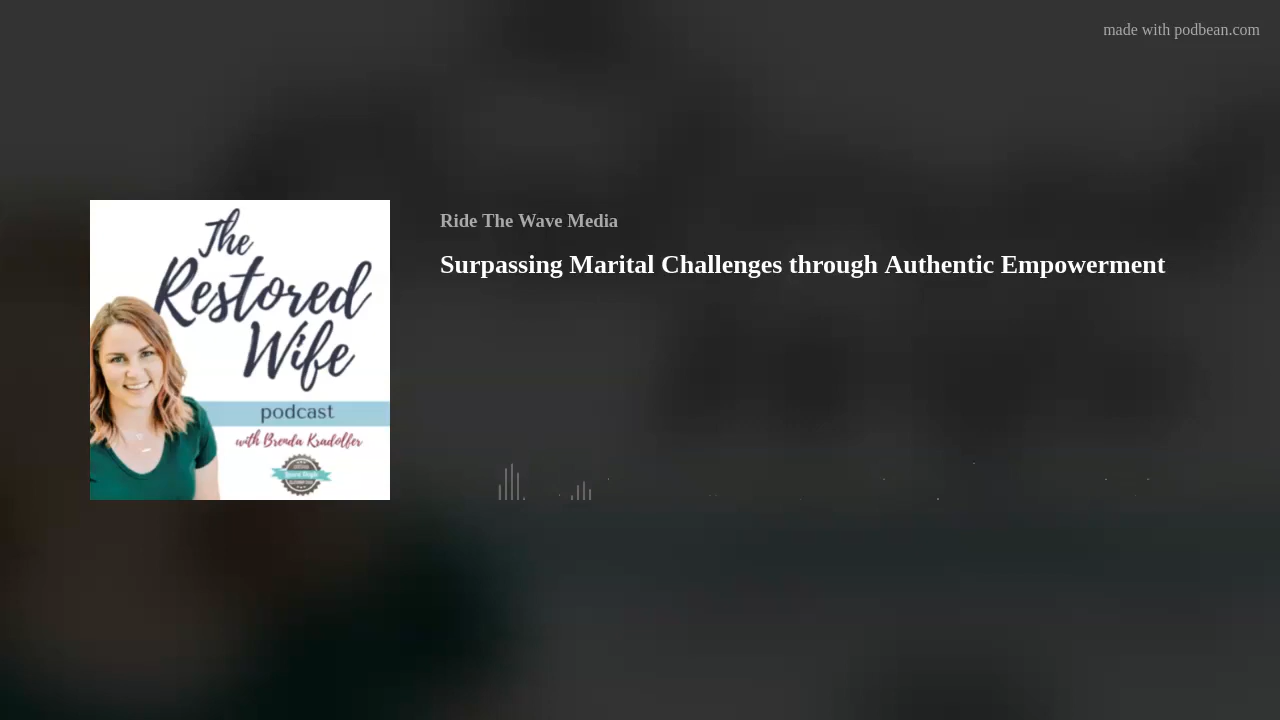 made with podbean.com
Ride The Wave Media
Surpassing Marital Challenges through Authentic Empowerment
The
Restored
Wife
podcast
with Brenda Kradolfer